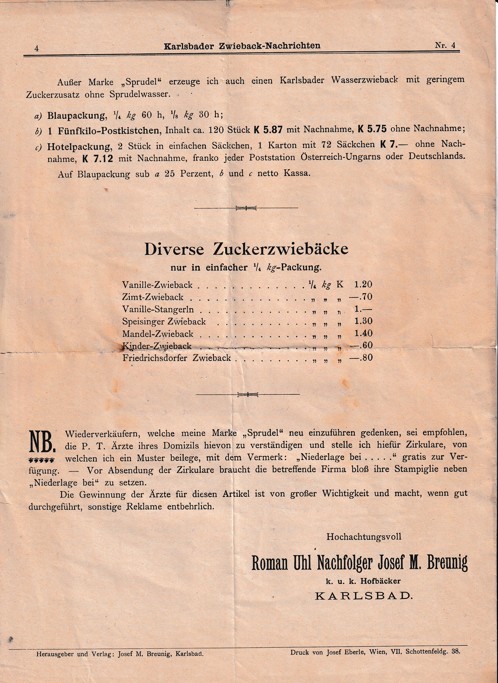 4
Karlsbader Zwieback-Nachrichten
Nr. 4
Außer Marke „Sprudel“ erzeuge ich auch einen Karlsbader Wasserzwieback mit geringem
Zuckerzusatz ohne Sprudelwasser.
a) Blaupackung, 1/4 kg 60 h, 1/8 kg 30 h;
b) 1 Fünfkilo-Postkistchen, Inhalt ca. 120 Stück K 5.87 mit Nachnahme, K 5.75 ohne Nachnahme;
c) Hotelpackung, 2 Stück in einfachen Säckchen, 1 Karton mit 72 Säckchen K 7.— ohne Nach-
nahme, K 7.12 mit Nachnahme, franko jeder Poststation Österreich-Ungarns oder Deutschlands.
Auf Blaupackung sub a 25 Perzent, b und c netto Kassa.
Diverse Zuckerzwiebäcke
nur in einfacher 1/4 kg-Packung.
Vanille-Zwieback . . . . . . . . . . . . . . 1/4 kg K 1.20
Zimt-Zwieback . . . . . . . . . . . . . . . „ „ „ —.70
Vanille-Stangerln . . . . . . . . . . . . . . „ „ „ 1.—
Speisinger Zwieback . . . . . . . . . . . . „ „ „ 1.30
Mandel-Zwieback . . . . . . . . . . . . . . „ „ „ 1.40
Kinder-Zwieback . . . . . . . . . . . . . . „ „ „ —.60
Friedrichsdorfer Zwieback . . . . . . . . . „ „ „ —.80
NB. Wiederverkäufern, welche meine Marke „Sprudel“ neu einzuführen gedenken, sei empfohlen,
die P. T. Ärzte ihres Domizils hievon zu verständigen und stelle ich hiefür Zirkulare, von
welchen ich ein Muster beilege, mit dem Vermerk: „Niederlage bei . . . . .“ gratis zur Ver-
fügung. — Vor Absendung der Zirkulare braucht die betreffende Firma bloß ihre Stampiglie neben
„Niederlage bei“ zu setzen.
Die Gewinnung der Ärzte für diesen Artikel ist von großer Wichtigkeit und macht, wenn gut
durchgeführt, sonstige Reklame entbehrlich.
Hochachtungsvoll
Roman Uhl Nachfolger Josef M. Breunig
k. u. k. Hofbäcker
KARLSBAD.
Herausgeber und Verlag: Josef M. Breunig, Karlsbad.
Druck von Josef Eberle, Wien, VII. Schottenfeldg. 38.